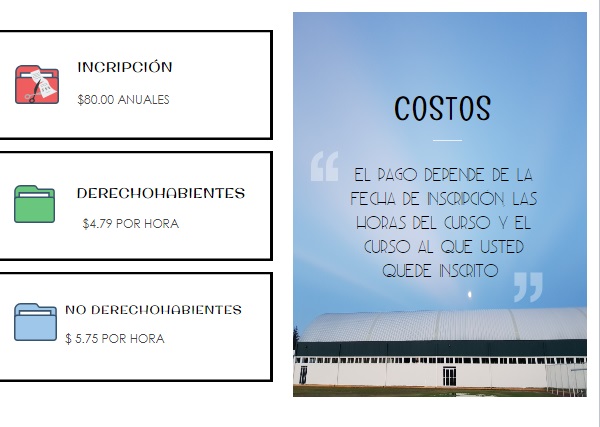 INCRIPCIÓN
$80.00 ANUALES
DERECHOHABIENTES
$4.79 POR HORA
NO DERECHOHABIENTES
$ 5.75 POR HORA
COSTOS
“
EL PAGO DEPENDE DE LA
FECHA DE INSCRIPCIÓN, LAS
HORAS DEL CURSO Y EL
CURSO AL QUE USTED
QUEDE INSCRITO
”